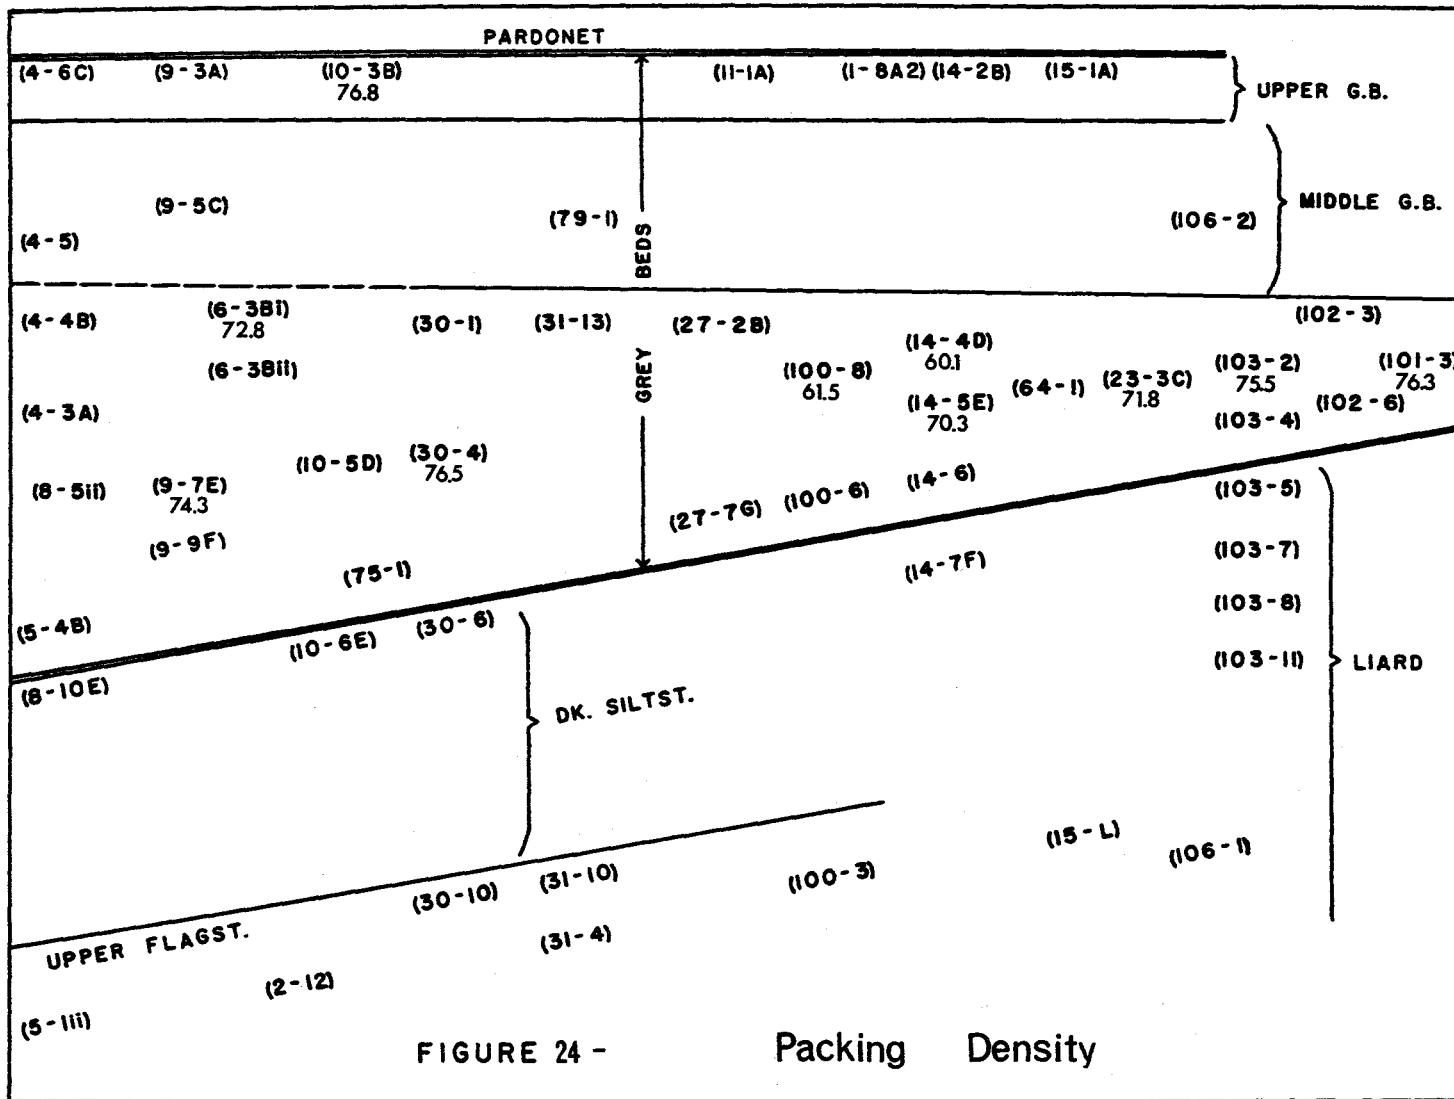 PARDONET
(4-6C) (9-3A) (10-3B) (11-1A) (1-8A2) (14-2B) (15-1A)
76.8
UPPER G.B.
MIDDLE G.B.
(9-5C) (79-1) (106-2)
(4-5)
BEDS
(4-4B) (6-3Bi) (30-1) (31-13) (27-2B) (102-3)
72.8
(6-3Bii) (100-8) (14-4D) (103-2) (101-3)
61.5 60.1 75.5 76.3
GREY
(4-3A) (14-5E) (64-1) (23-3C) (103-4) (102-6)
70.3 71.8
(10-5D) (30-4)
76.5
(8-5ii) (9-7E) (27-7G) (100-6) (14-6) (103-5)
74.3
(9-9F) (103-7)
(75-1) (14-7F)
(5-4B) (10-6E) (30-6) (103-8)
(8-10E) (103-11)
LIARD
DK. SILTST.
(15-L) (106-1)
(30-10) (31-10) (100-3)
UPPER FLAGST.
(31-4)
(2-12)
(5-1ii)
FIGURE 24 - Packing Density